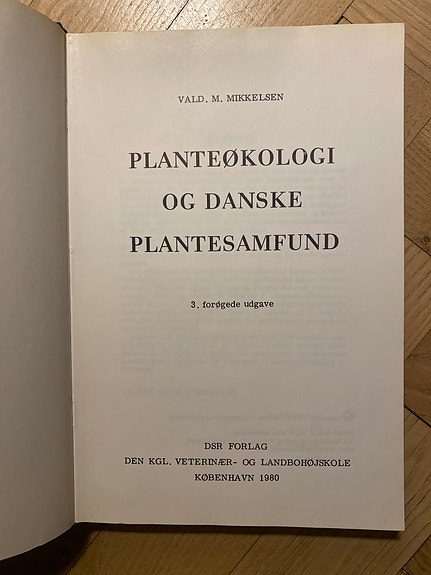 VALD. M. MIKKELSEN
PLANTEØKOLOGI
OG DANSKE
PLANTESAMFUND
3. forøgede udgave
DSR FORLAG
DEN KGL. VETERINÆR- OG LANDBOHØJSKOLE
KØBENHAVN 1980